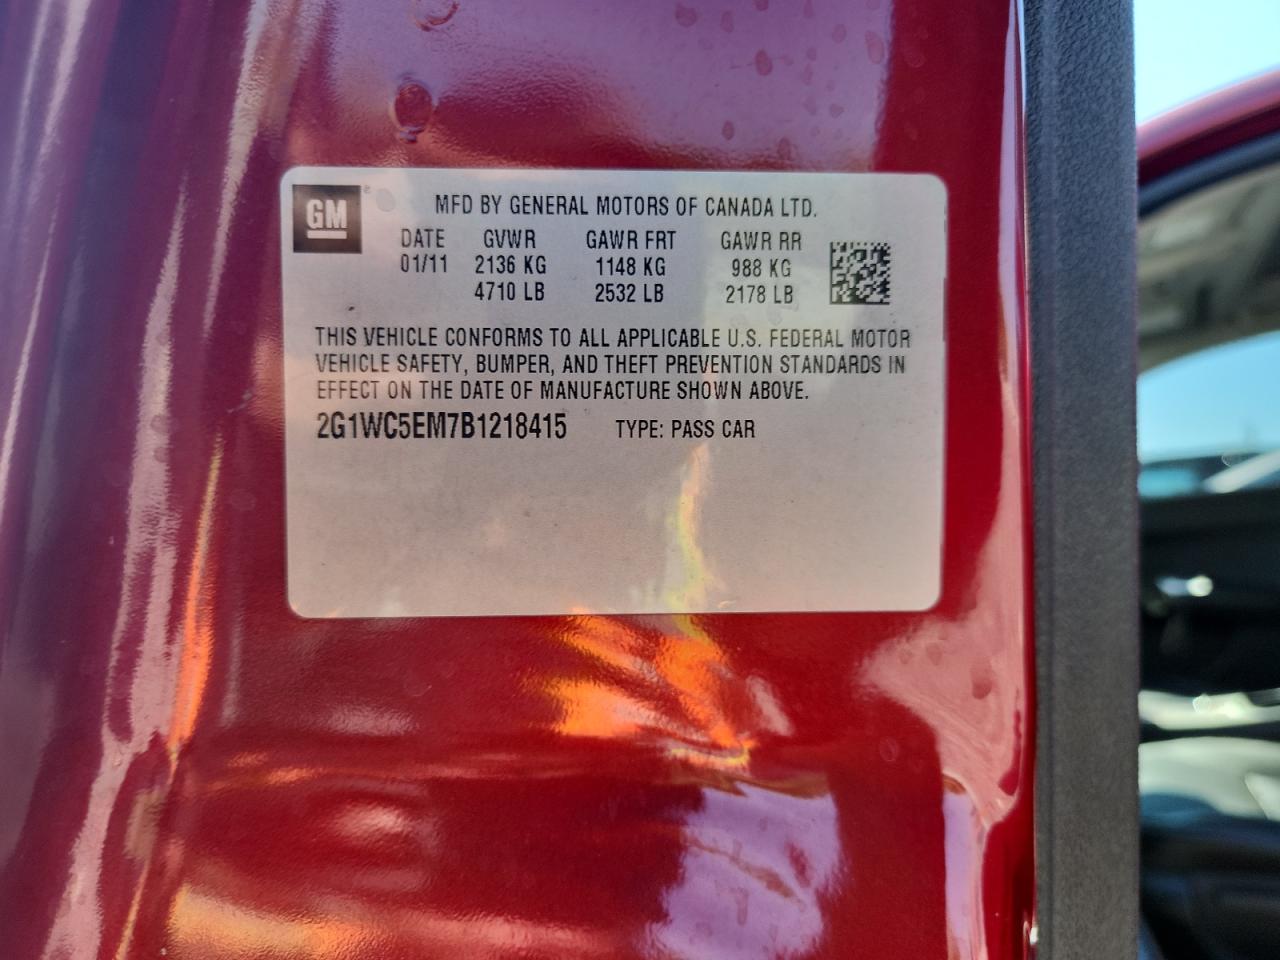 GM
MFD BY GENERAL MOTORS OF CANADA LTD.
DATE GVWR GAWR FRT GAWR RR
01/11 2136 KG 1148 KG 988 KG
4710 LB 2532 LB 2178 LB
THIS VEHICLE CONFORMS TO ALL APPLICABLE U.S. FEDERAL MOTOR
VEHICLE SAFETY, BUMPER, AND THEFT PREVENTION STANDARDS IN
EFFECT ON THE DATE OF MANUFACTURE SHOWN ABOVE.
2G1WC5EM7B1218415 TYPE: PASS CAR